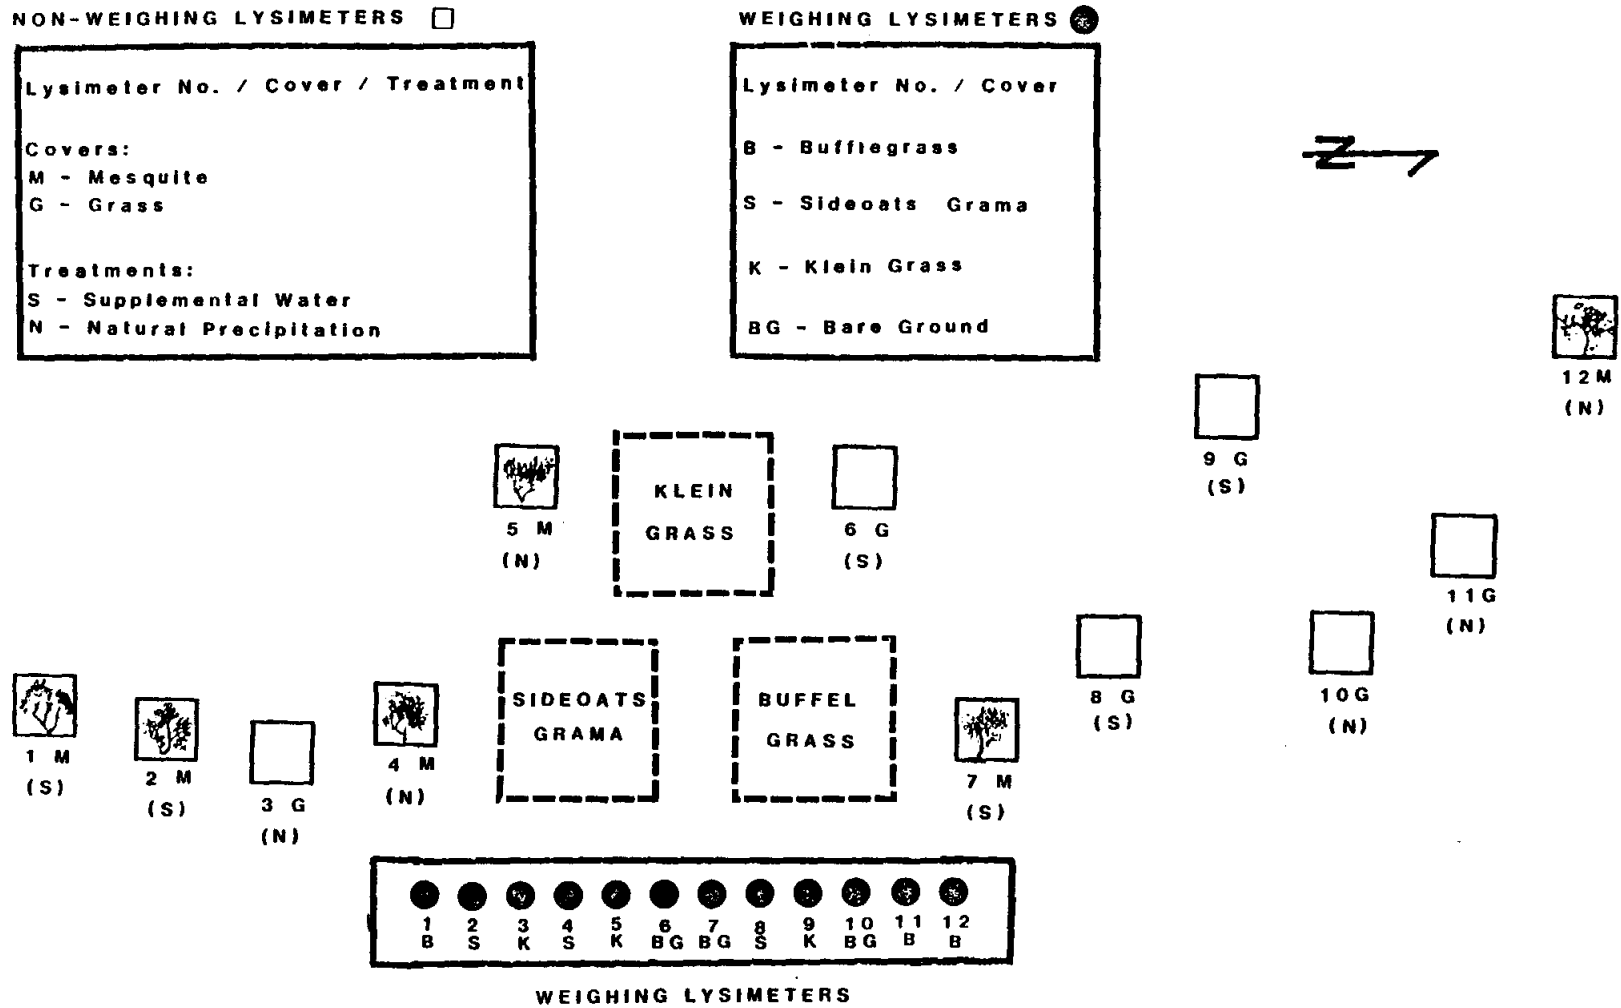 NON-WEIGHING LYSIMETERS
Lysimeter No. / Cover / Treatment
Covers:
M - Mesquite
G - Grass
Treatments:
S - Supplemental Water
N - Natural Precipitation
WEIGHING LYSIMETERS
Lysimeter No. / Cover
B - Bufflegrass
S - Sideoats Grama
K - Klein Grass
BG - Bare Ground
N
12M
(N)
9 G
(S)
5 M
(N)
KLEIN
GRASS
6 G
(S)
11G
(N)
1 M
(S)
2 M
(S)
3 G
(N)
4 M
(N)
SIDEOATS
GRAMA
BUFFEL
GRASS
7 M
(S)
8 G
(S)
10G
(N)
1 2 3 4 5 6 7 8 9 10 11 12
B S K S K BG BG S K BG B B
WEIGHING LYSIMETERS